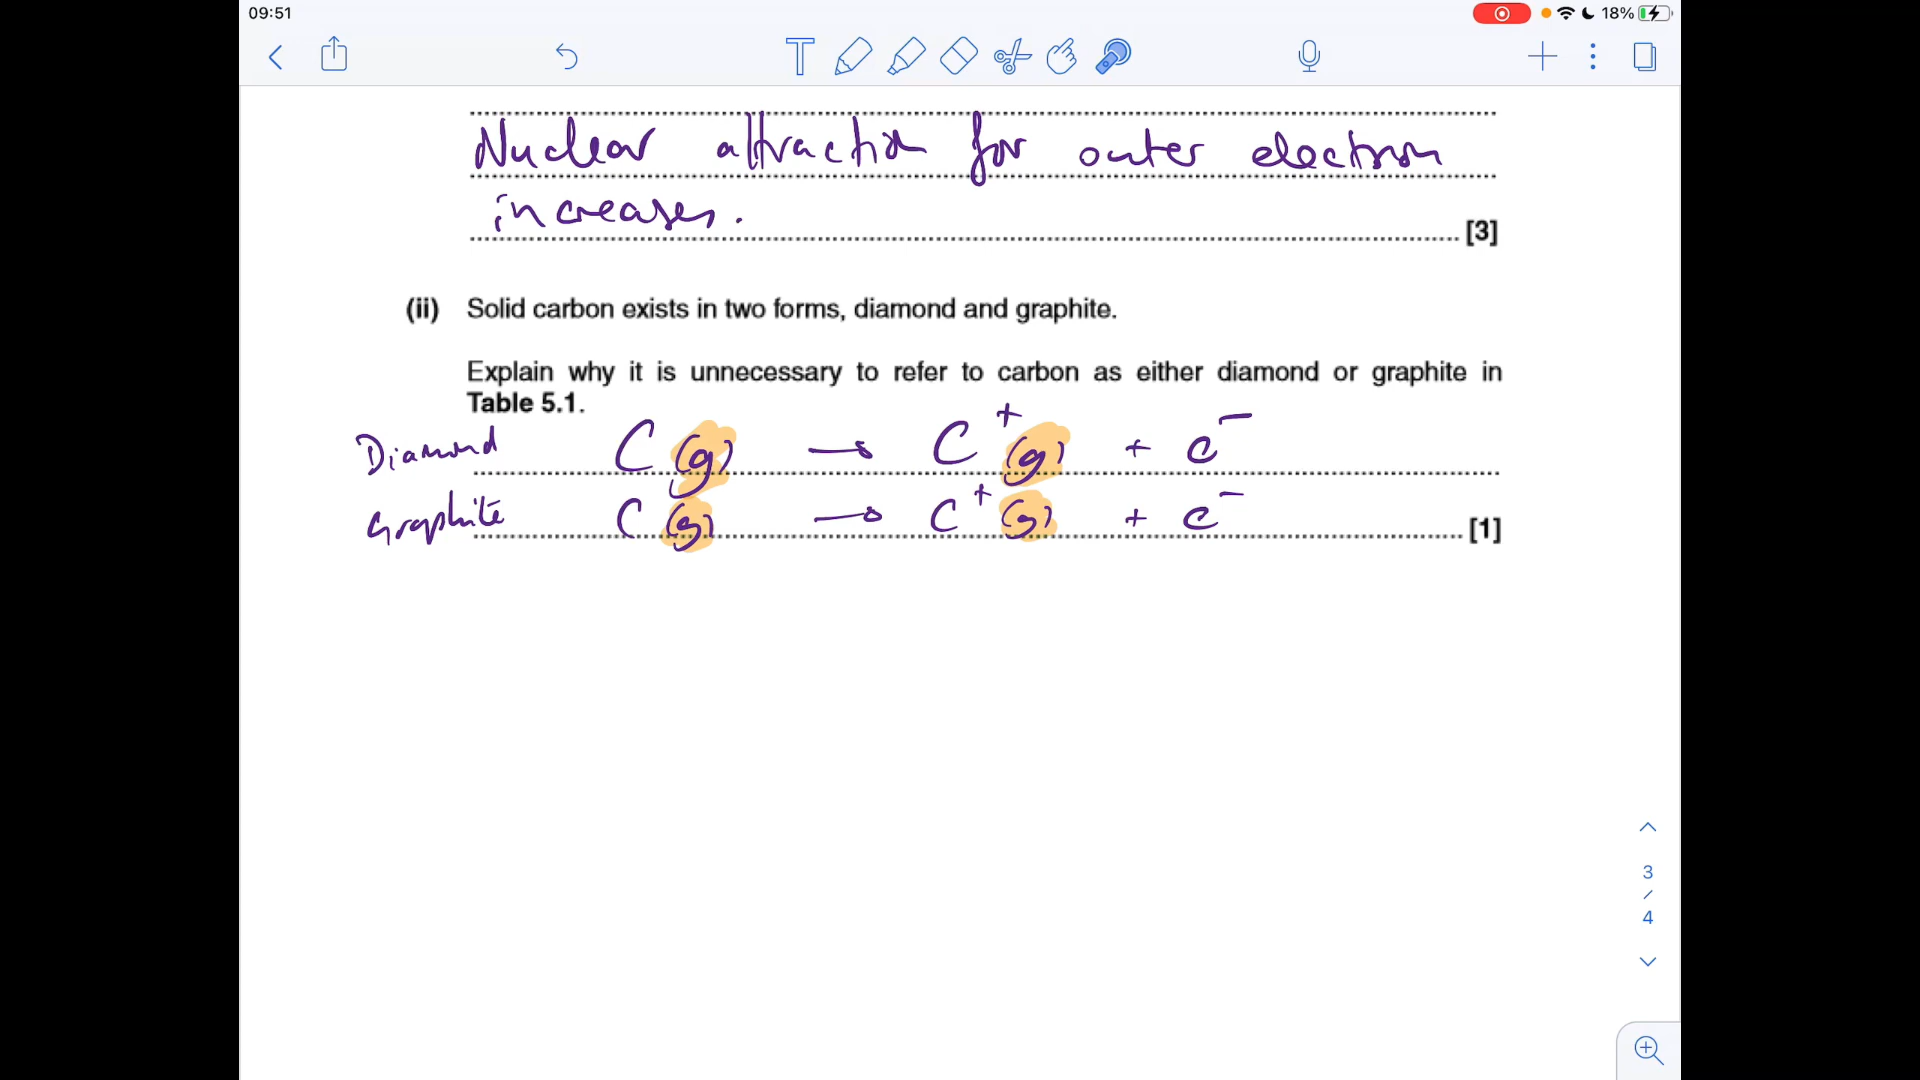 09:51
18%
T
Nuclear attraction for outer electron
increases.
[3]
(ii) Solid carbon exists in two forms, diamond and graphite.
Explain why it is unnecessary to refer to carbon as either diamond or graphite in
Table 5.1.
Diamond C (g) → C⁺ (g) + e⁻
Graphite C (g) → C⁺ (g) + e⁻
[1]
3
/
4